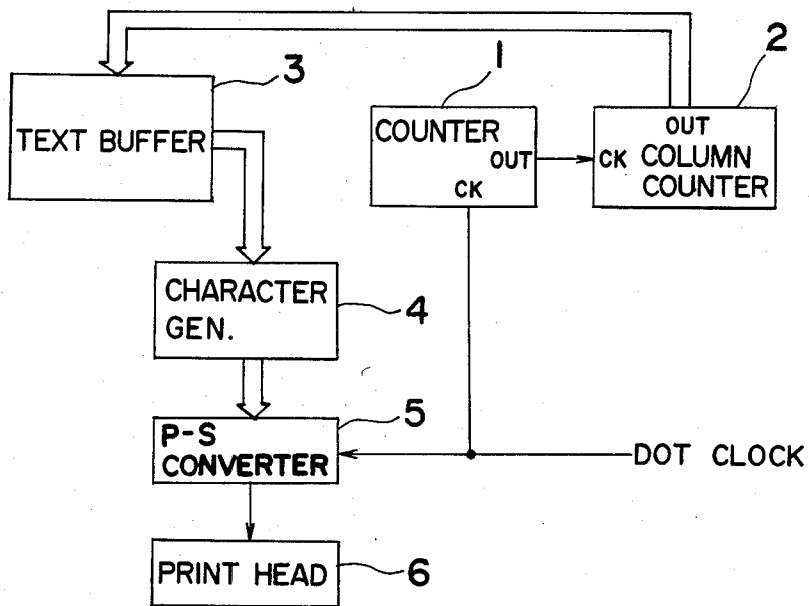 1
2
3
TEXT BUFFER
COUNTER
OUT
CK
OUT
CK COLUMN
COUNTER
CHARACTER
GEN.
4
P-S
CONVERTER
5
DOT CLOCK
PRINT HEAD
6